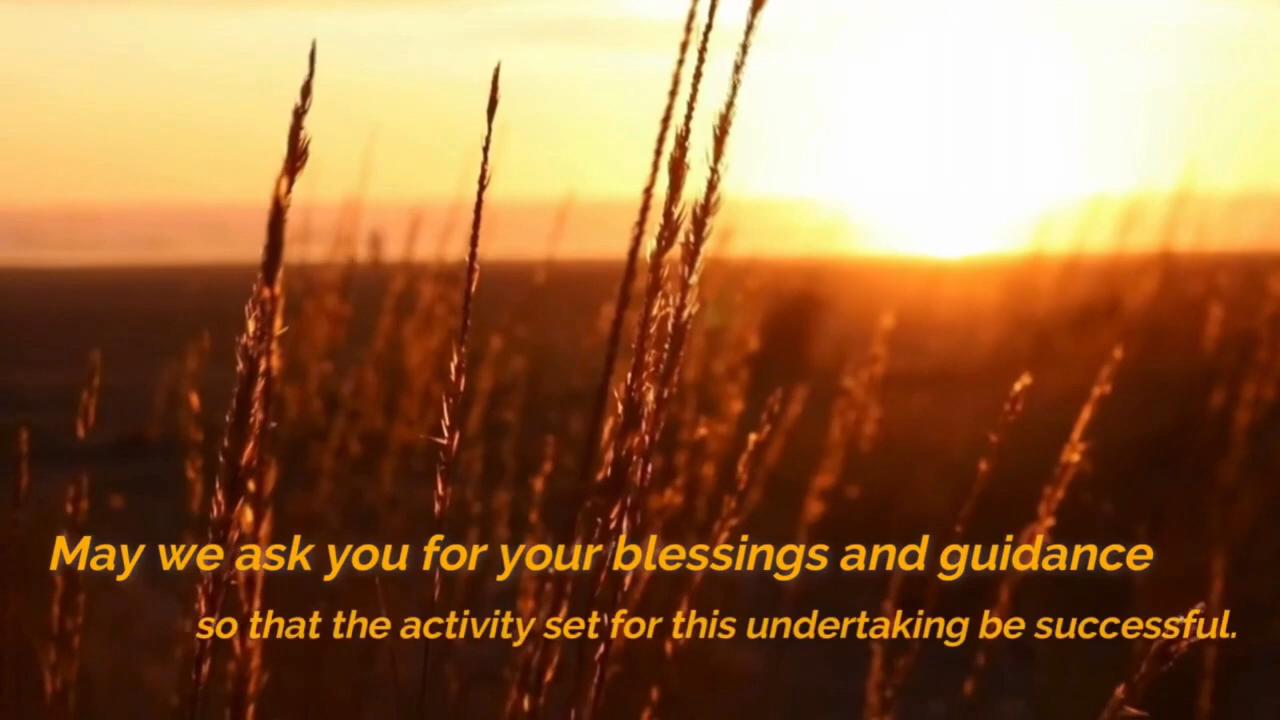 May we ask you for your blessings and guidance
so that the activity set for this undertaking be successful.